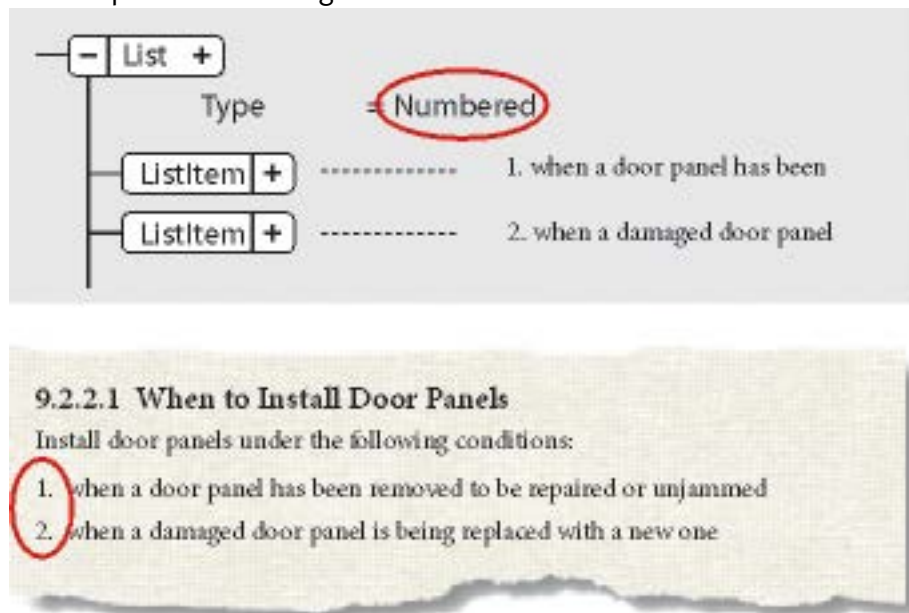 − List +
Type = Numbered
ListItem + 1. when a door panel has been
ListItem + 2. when a damaged door panel
9.2.2.1 When to Install Door Panels
Install door panels under the following conditions:
1. when a door panel has been removed to be repaired or unjammed
2. when a damaged door panel is being replaced with a new one